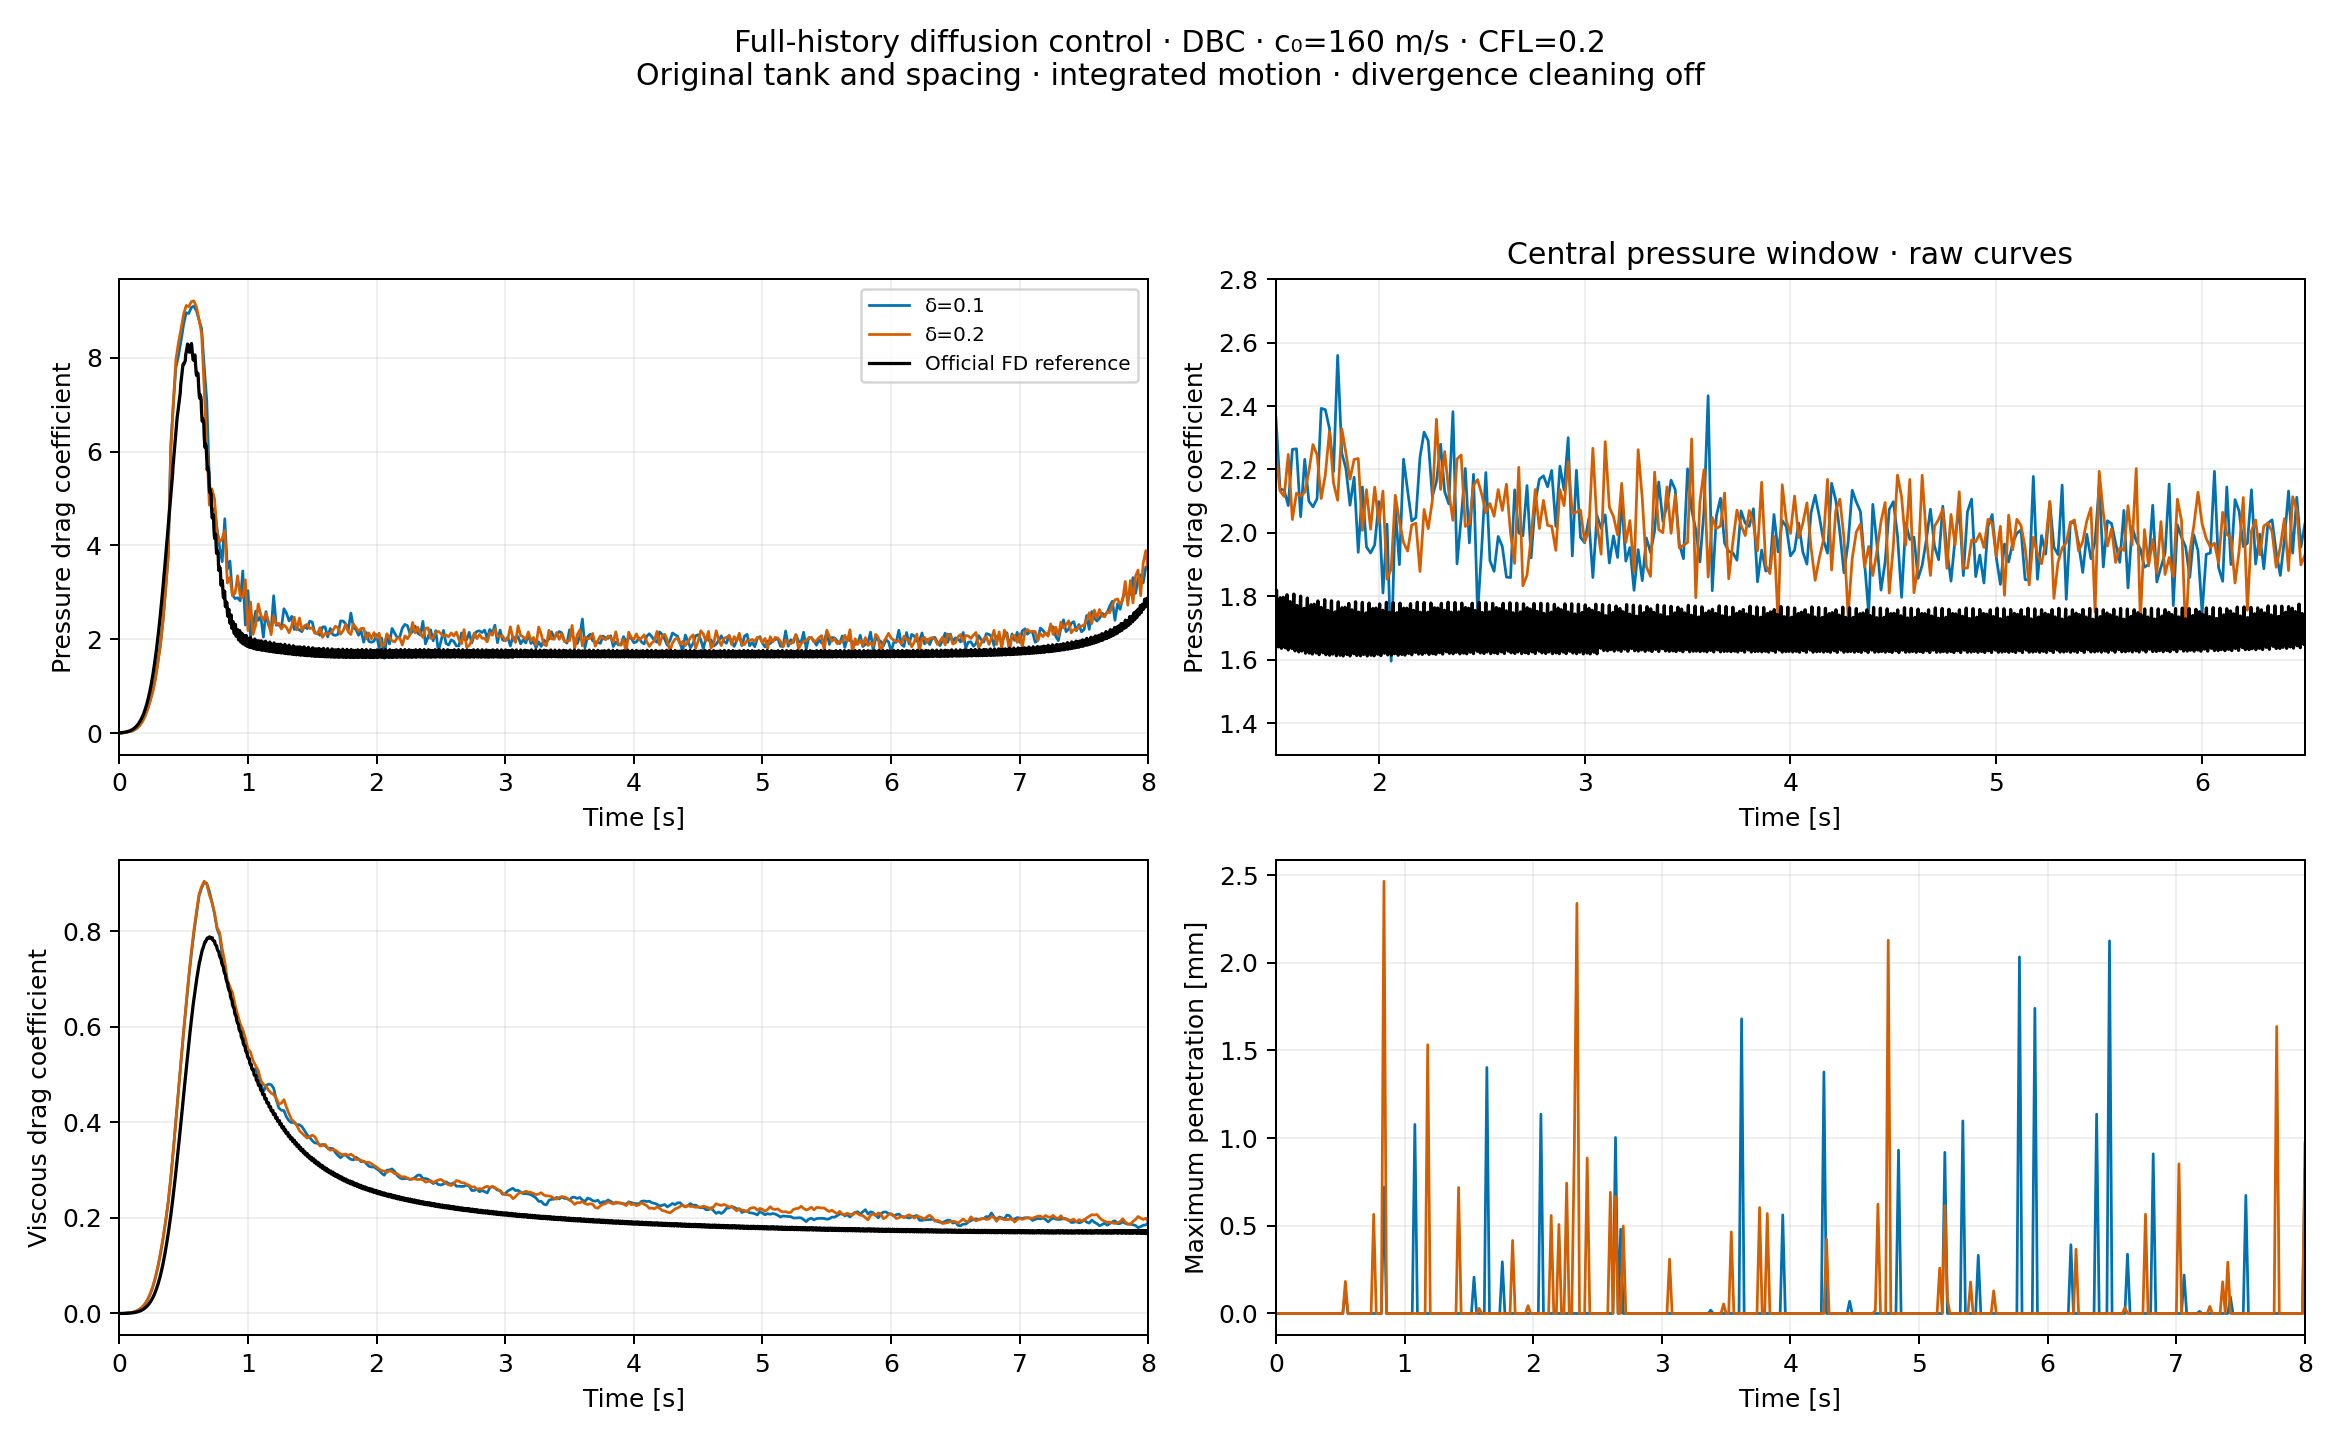 Full-history diffusion control · DBC · c₀=160 m/s · CFL=0.2
Original tank and spacing · integrated motion · divergence cleaning off
Pressure drag coefficient
8
6
4
2
0
δ=0.1
δ=0.2
Official FD reference
0 1 2 3 4 5 6 7 8
Time [s]
Central pressure window · raw curves
Pressure drag coefficient
2.8
2.6
2.4
2.2
2.0
1.8
1.6
1.4
2 3 4 5 6
Time [s]
Viscous drag coefficient
0.8
0.6
0.4
0.2
0.0
0 1 2 3 4 5 6 7 8
Time [s]
Maximum penetration [mm]
2.5
2.0
1.5
1.0
0.5
0.0
0 1 2 3 4 5 6 7 8
Time [s]